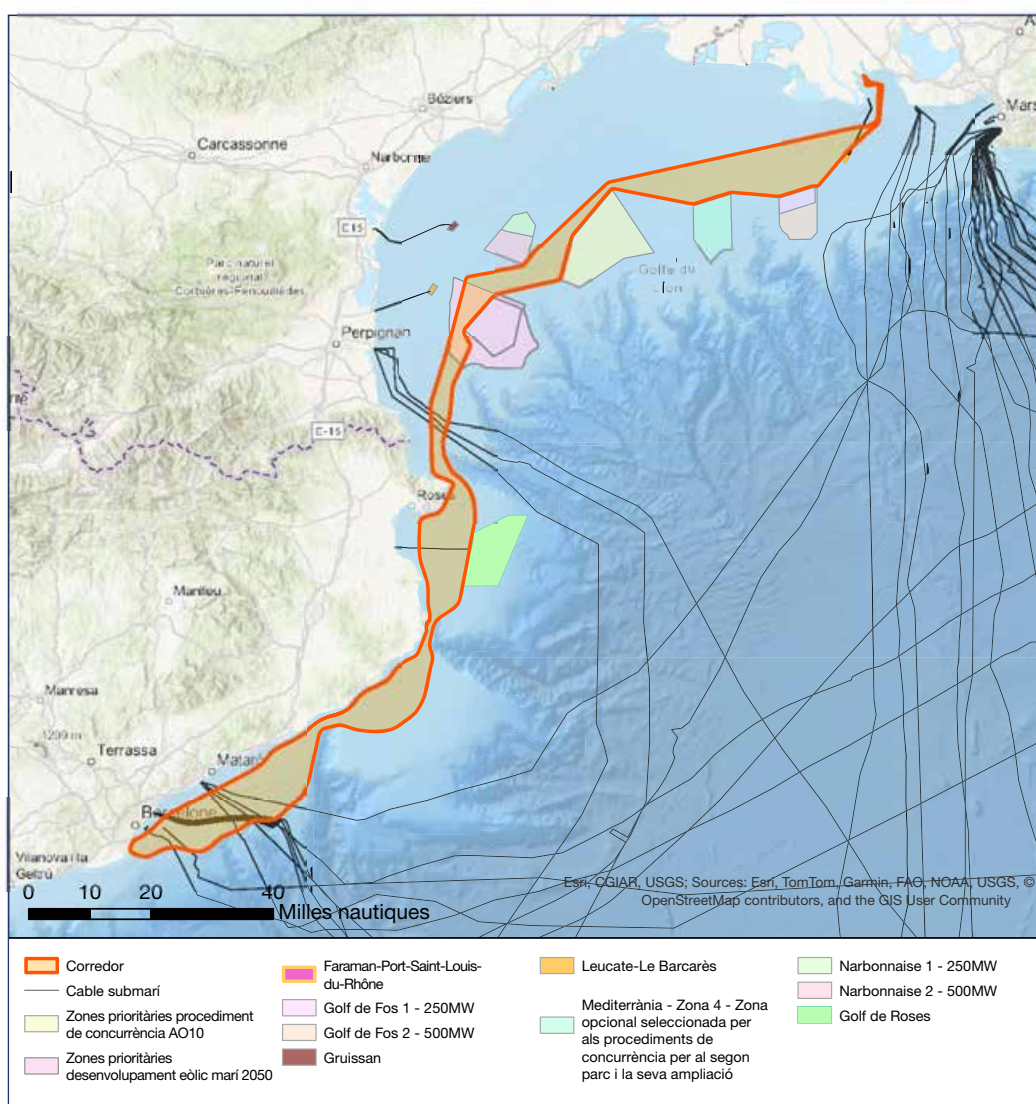 Béziers
Carcassonne
Narbonne
Mars
E15
Parc naturel
régional
Corbières-Fenouillèdes
Golfe du
Lion
Perpignan
E-15
Roses
Manlleu
Manresa
1209 m
Terrassa
Mataró
Barcelone
Vilanova i la
Geltrú
Esri, CGIAR, USGS; Sources: Esri, TomTom, Garmin, FAO, NOAA, USGS, ©
OpenStreetMap contributors, and the GIS User Community
0 10 20 40
Milles nautiques
Corredor
Cable submarí
Zones prioritàries procediment
de concurrència AO10
Zones prioritàries
desenvolupament eòlic marí 2050
Faraman-Port-Saint-Louis-
du-Rhône
Golf de Fos 1 - 250MW
Golf de Fos 2 - 500MW
Gruissan
Leucate-Le Barcarès
Mediterrània - Zona 4 - Zona
opcional seleccionada per
als procediments de
concurrència per al segon
parc i la seva ampliació
Narbonnaise 1 - 250MW
Narbonnaise 2 - 500MW
Golf de Roses